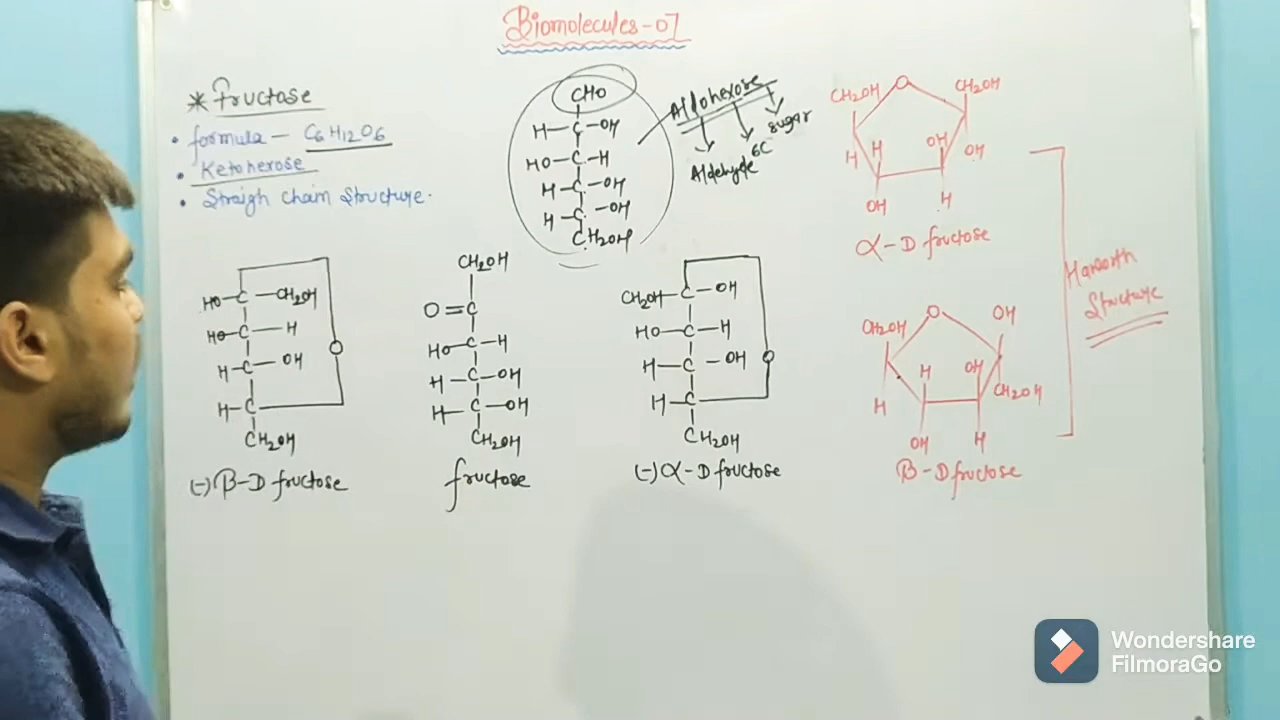 Biomolecules-07
* Fructase
• formula – C6H12O6
• Ketohexose
• Straigh Chain Structure.
CHO
H–C–OH
HO–C–H
H–C–OH
H–C–OH
CH2OH
Aldohexose
Aldehyde 6C sugar
CH2OH O CH2OH
H H OH OH
OH H
α-D fructose
HO–C–CH2OH
HO–C–H
H–C–OH O
H–C
CH2OH
(-) β-D fructose
CH2OH
O=C
HO–C–H
H–C–OH
H–C–OH
CH2OH
fructose
CH2OH–C–OH
HO–C–H
H–C–OH O
H–C
CH2OH
(-) α-D fructose
CH2OH O OH
H OH
H CH2OH
OH H
β-D fructose
Haworth
Structure
Wondershare
FilmoraGo